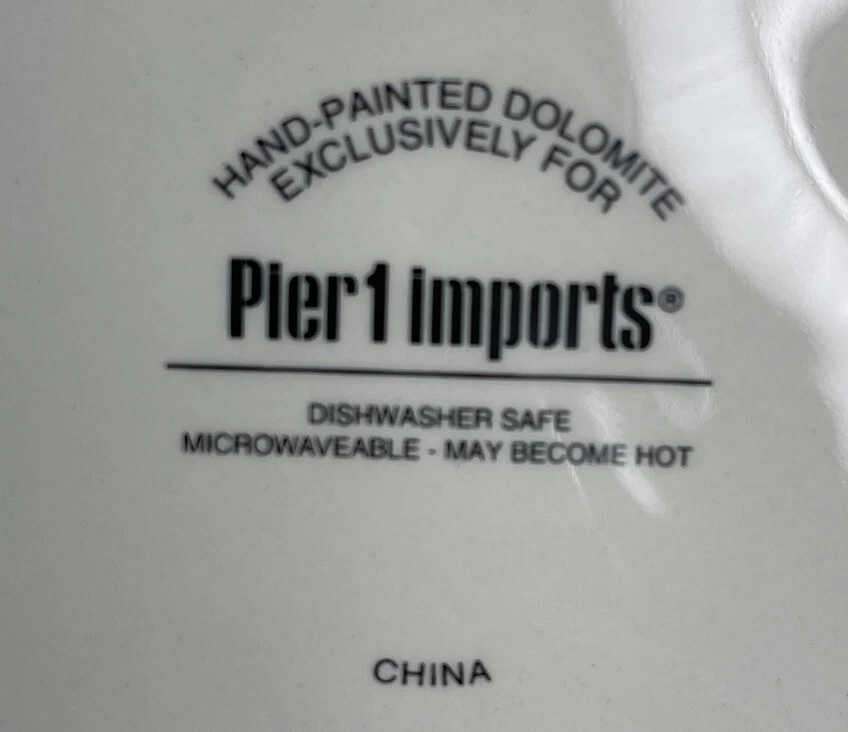 HAND-PAINTED DOLOMITE
EXCLUSIVELY FOR
Pier 1 imports®
DISHWASHER SAFE
MICROWAVEABLE - MAY BECOME HOT
CHINA